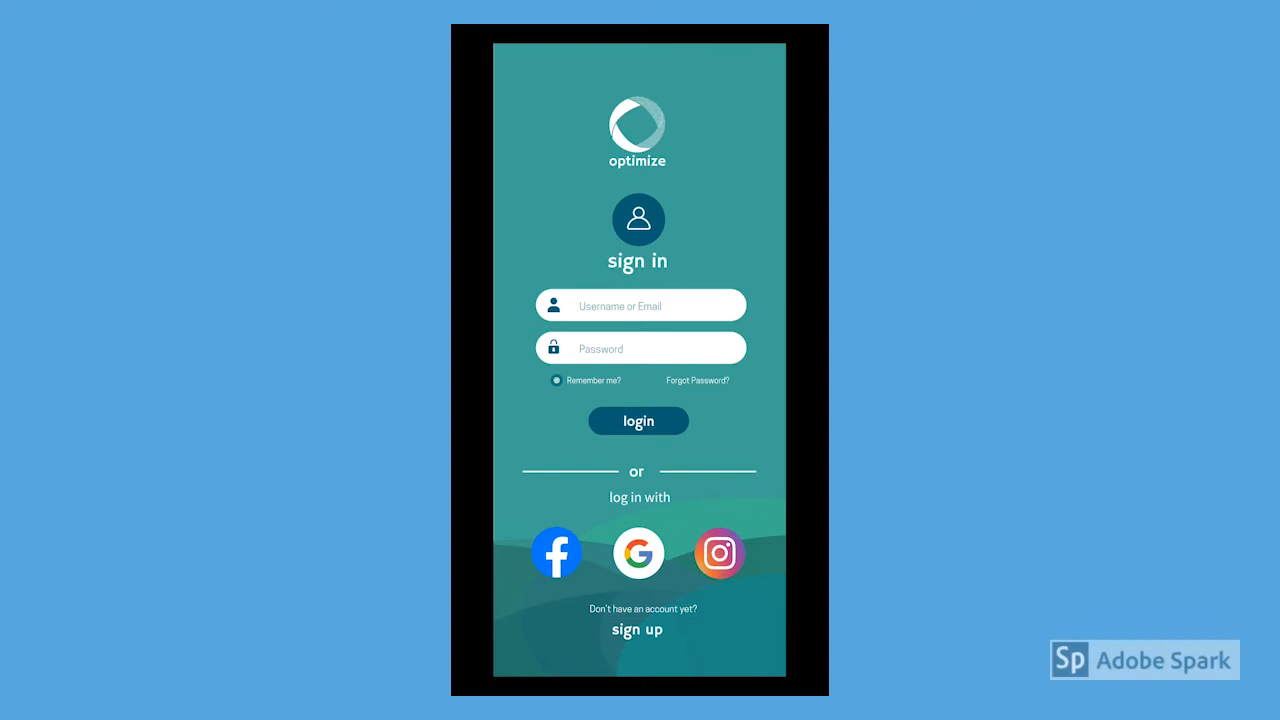 optimize
sign in
Username or Email
Password
Remember me? Forgot Password?
login
or
log in with
Don't have an account yet?
sign up
Sp Adobe Spark